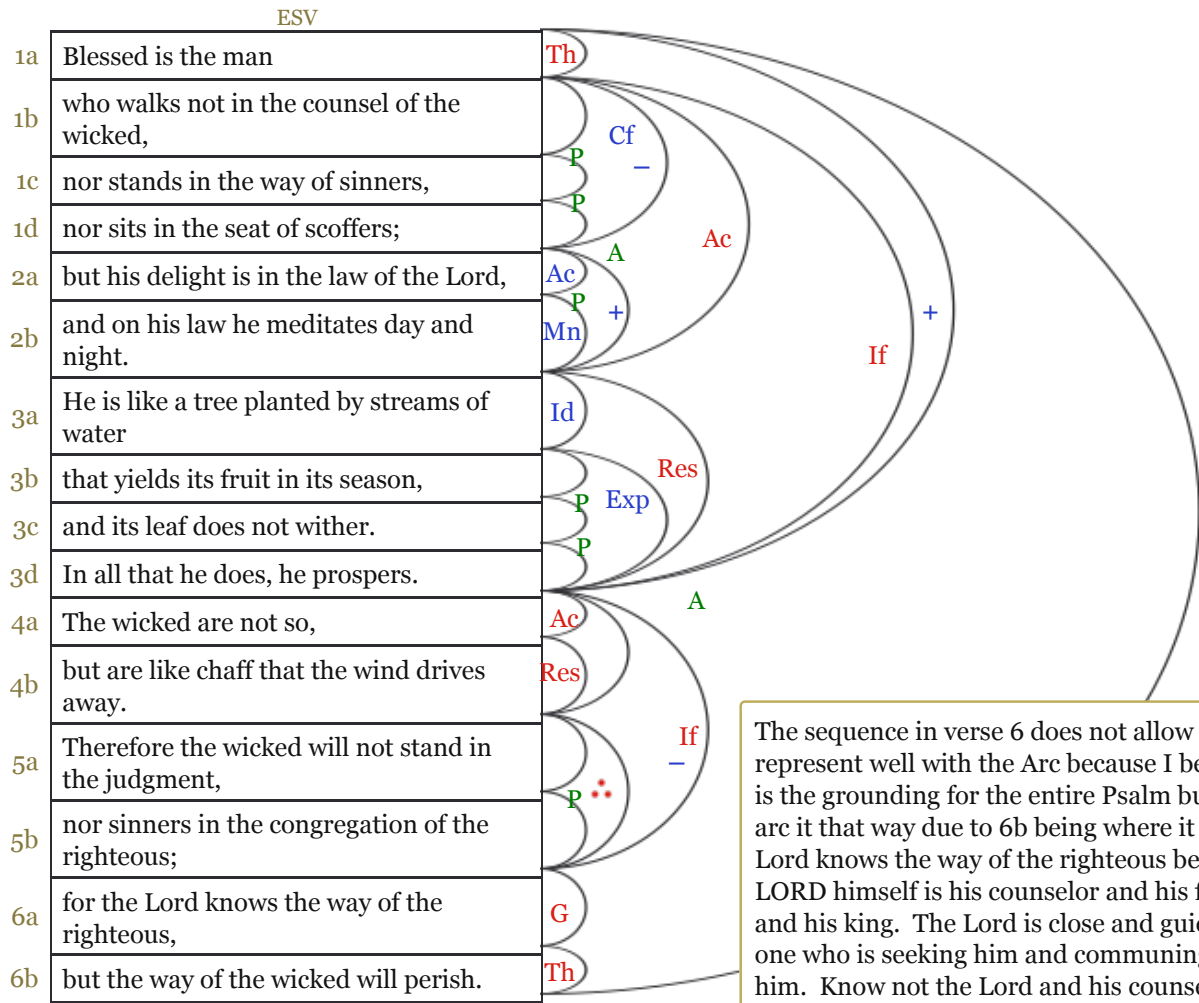 ESV
1a Blessed is the man
Th
1b who walks not in the counsel of the
wicked,
Cf
–
P
1c nor stands in the way of sinners,
P
1d nor sits in the seat of scoffers;
Ac
A
2a but his delight is in the law of the Lord,
Ac
P
+
2b and on his law he meditates day and
night.
Mn
+
If
3a He is like a tree planted by streams of
water
Id
3b that yields its fruit in its season,
Res
P
Exp
3c and its leaf does not wither.
P
3d In all that he does, he prospers.
A
4a The wicked are not so,
Ac
4b but are like chaff that the wind drives
away.
Res
5a Therefore the wicked will not stand in
the judgment,
If
–
∴
P
5b nor sinners in the congregation of the
righteous;
6a for the Lord knows the way of the
righteous,
G
6b but the way of the wicked will perish.
Th
The sequence in verse 6 does not allow
represent well with the Arc because I be
is the grounding for the entire Psalm bu
arc it that way due to 6b being where it
Lord knows the way of the righteous be
LORD himself is his counselor and his f
and his king. The Lord is close and guid
one who is seeking him and communing
him. Know not the Lord and his counse